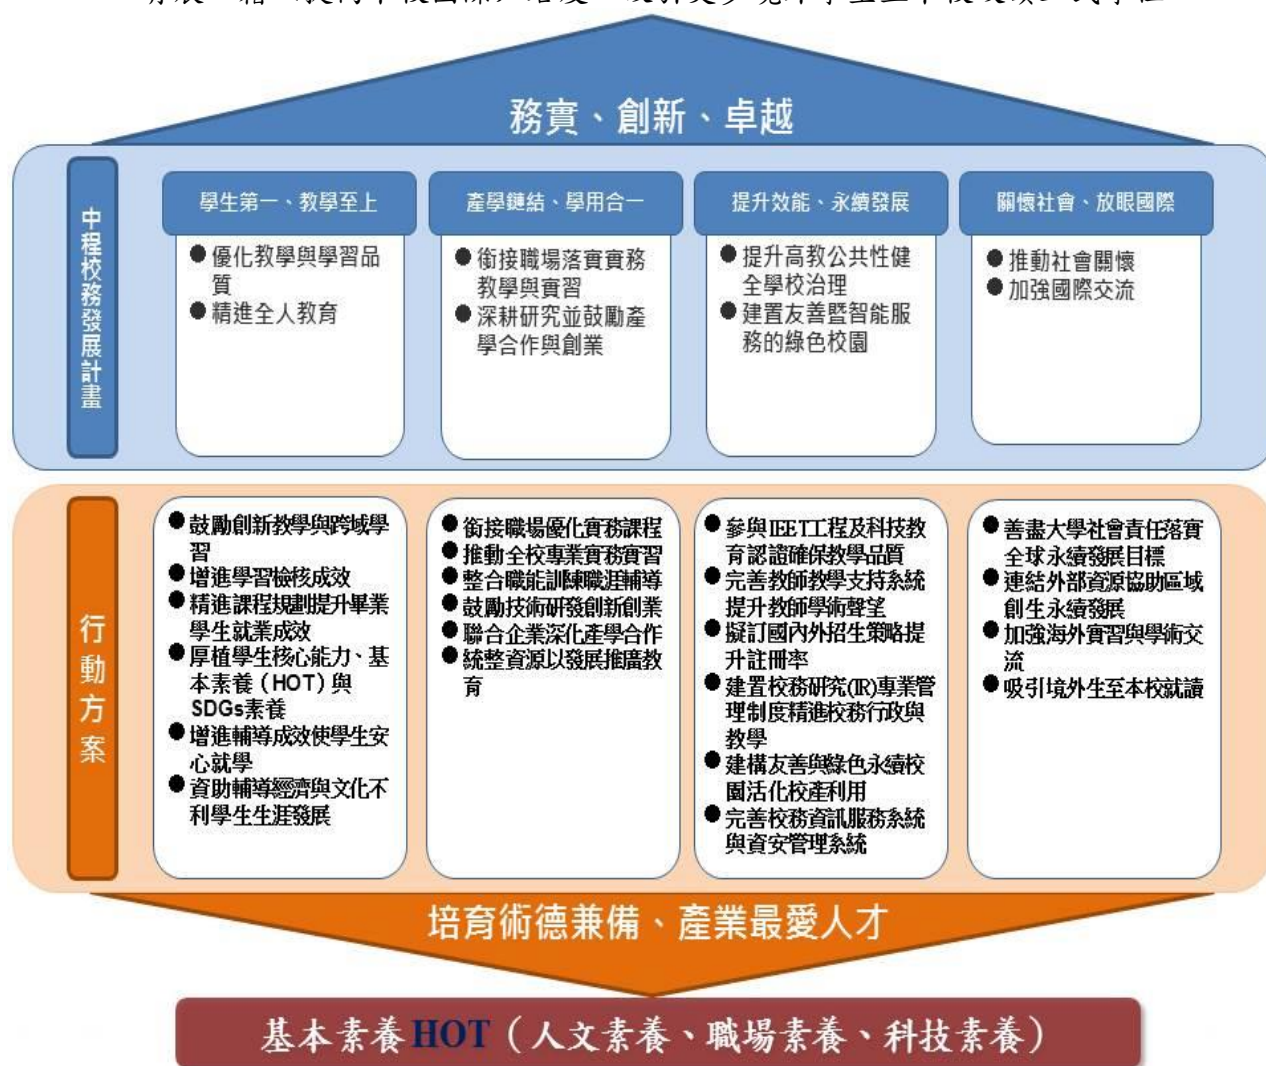 務實、創新、卓越
中程校務發展計畫
學生第一、教學至上
●優化教學與學習品
質
●精進全人教育
產學鏈結、學用合一
●銜接職場落實實務
教學與實習
●深耕研究並鼓勵產
學合作與創業
提升效能、永續發展
●提升高教公共性健
全學校治理
●建置友善暨智能服
務的綠色校園
關懷社會、放眼國際
●推動社會關懷
●加強國際交流
行動方案
●鼓勵創新教學與跨域學
習
●增進學習檢核成效
●精進課程規劃提升畢業
學生就業成效
●厚植學生核心能力、基
本素養（HOT）與
SDGs素養
●增進輔導成效使學生安
心就學
●資助輔導經濟與文化不
利學生生涯發展
●銜接職場優化實務課程
●推動全校專業實務實習
●整合職能訓練職涯輔導
●鼓勵技術研發創新創業
●聯合企業深化產學合作
●統整資源以發展推廣教
育
●參與IEET工程及科技教
育認證確保教學品質
●完善教師教學支持系統
提升教師學術聲望
●擬訂國內外招生策略提
升註冊率
●建置校務研究(IR)專業管
理制度精進校務行政與
教學
●建構友善與綠色永續校
園活化校產利用
●完善校務資訊服務系統
與資安管理系統
●善盡大學社會責任落實
全球永續發展目標
●連結外部資源協助區域
創生永續發展
●加強海外實習與學術交
流
●吸引境外生至本校就讀
培育術德兼備、產業最愛人才
基本素養HOT（人文素養、職場素養、科技素養）